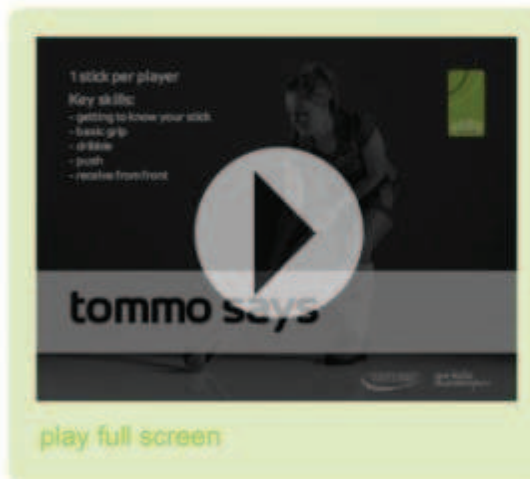 1 stick per player
Key skills:
- getting to know your stick
- basic grip
- dribble
- push
- receive from front
tommo says
play full screen